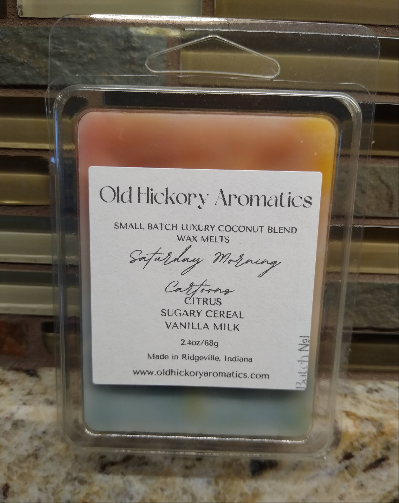 Old Hickory Aromatics
SMALL BATCH LUXURY COCONUT BLEND
WAX MELTS
Saturday Morning
Cartoons
CITRUS
SUGARY CEREAL
VANILLA MILK
2.4oz/68g
Made in Ridgeville, Indiana
www.oldhickoryaromatics.com
Batch №1